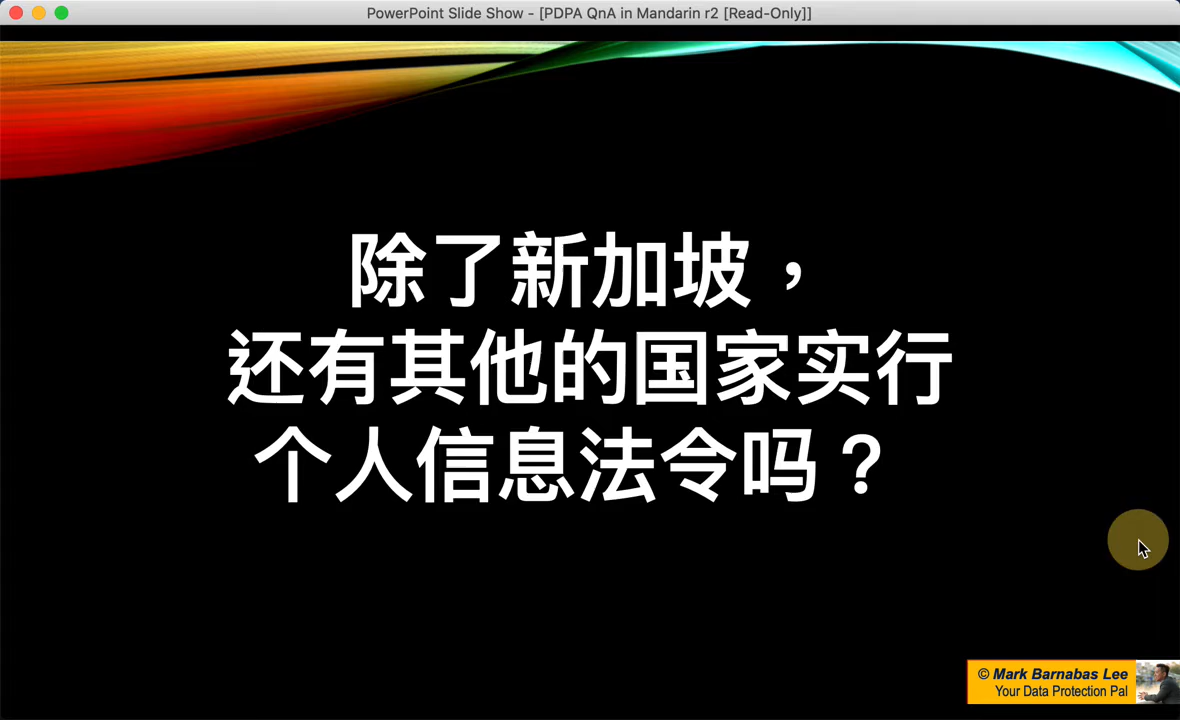 PowerPoint Slide Show - [PDPA QnA in Mandarin r2 [Read-Only]]
除了新加坡，
还有其他的国家实行
个人信息法令吗？
© Mark Barnabas Lee
Your Data Protection Pal